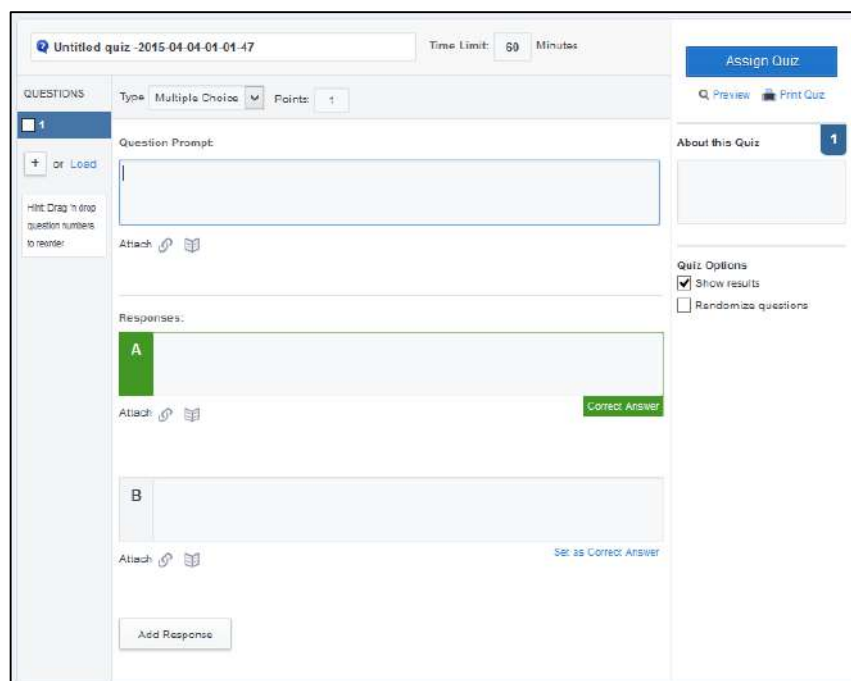 Untitled quiz -2015-04-04-01-01-47
Time Limit: 60 Minutes
Assign Quiz
Preview Print Quiz
QUESTIONS
1
+ or Load
Hint: Drag 'n drop
question numbers
to reorder
Type Multiple Choice Points: 1
Question Prompt:
Attach
Responses:
A
Correct Answer
Attach
B
Set as Correct Answer
Attach
Add Response
About this Quiz 1
Quiz Options
Show results
Randomize questions